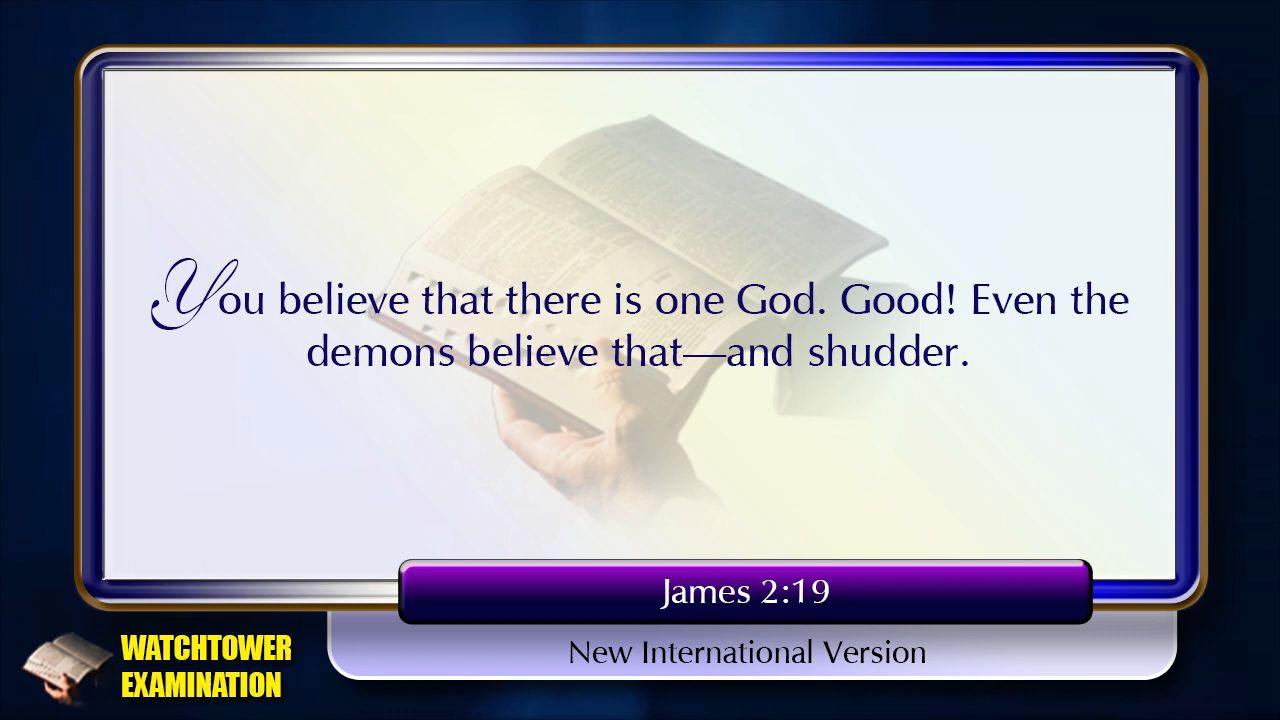 You believe that there is one God. Good! Even the
demons believe that—and shudder.
James 2:19
New International Version
WATCHTOWER
EXAMINATION